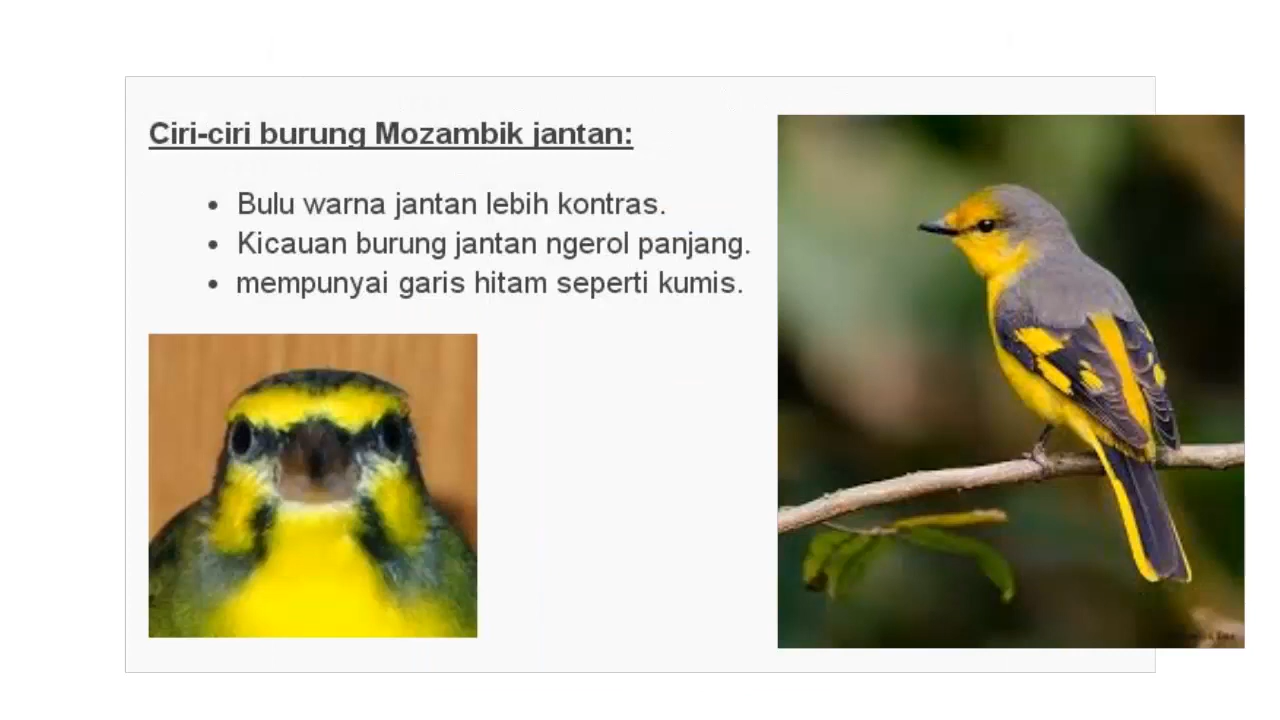 Ciri-ciri burung Mozambik jantan:
Bulu warna jantan lebih kontras.
Kicauan burung jantan ngerol panjang.
mempunyai garis hitam seperti kumis.